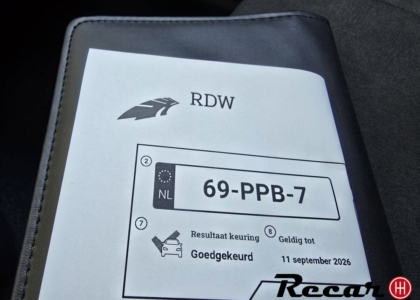 RDW
2
NL
69-PPB-7
7
Resultaat keuring
Goedgekeurd
8
Geldig tot
11 september 2026
Recar H